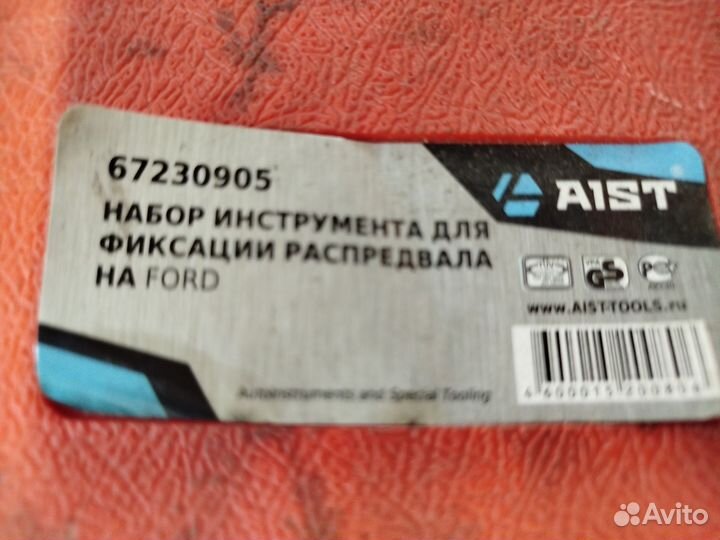 67230905
НАБОР ИНСТРУМЕНТА ДЛЯ
ФИКСАЦИИ РАСПРЕДВАЛА
НА FORD
AIST
GS
www.AIST-TOOLS.ru
Autoinstruments and Special Tooling
Avito